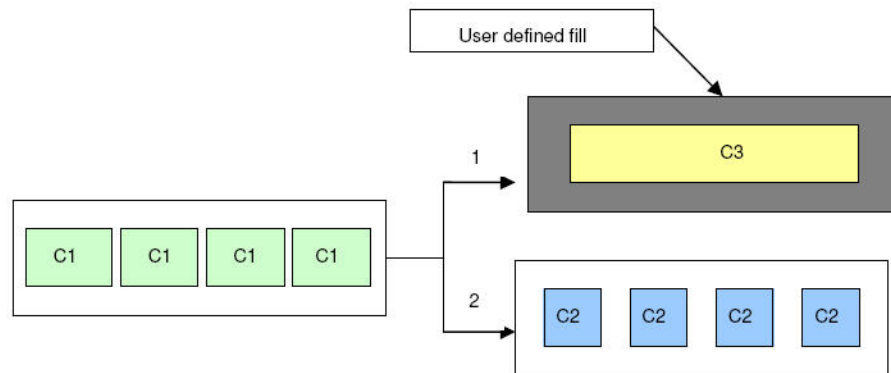 User defined fill
1
C3
C1 C1 C1 C1
2
C2 C2 C2 C2